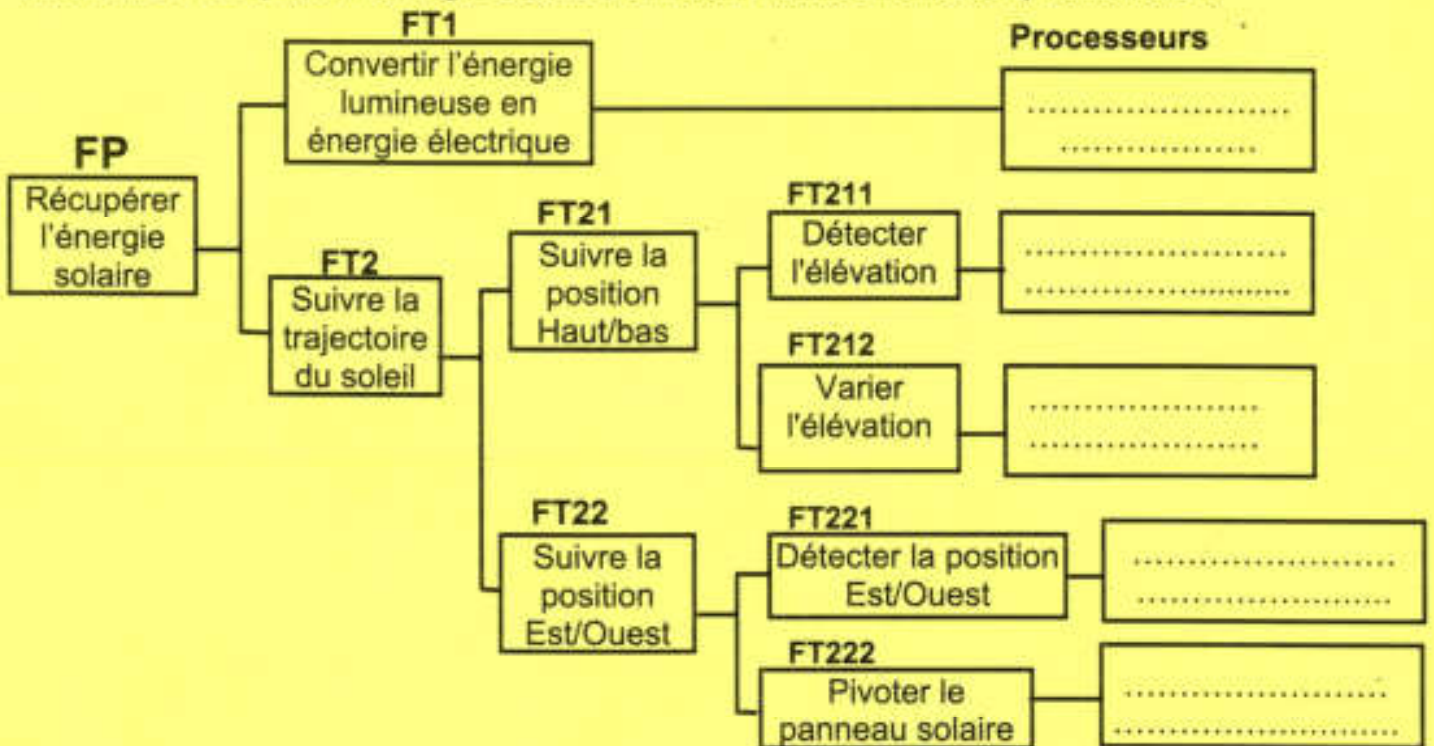 FT1
Convertir l'énergie
lumineuse en
énergie électrique
Processeurs
............................
....................
FP
Récupérer
l'énergie
solaire
FT2
Suivre la
trajectoire
du soleil
FT21
Suivre la
position
Haut/bas
FT211
Détecter
l'élévation
............................
............................
FT212
Varier
l'élévation
........................
........................
FT22
Suivre la
position
Est/Ouest
FT221
Détecter la position
Est/Ouest
............................
............................
FT222
Pivoter le
panneau solaire
............................
...............................